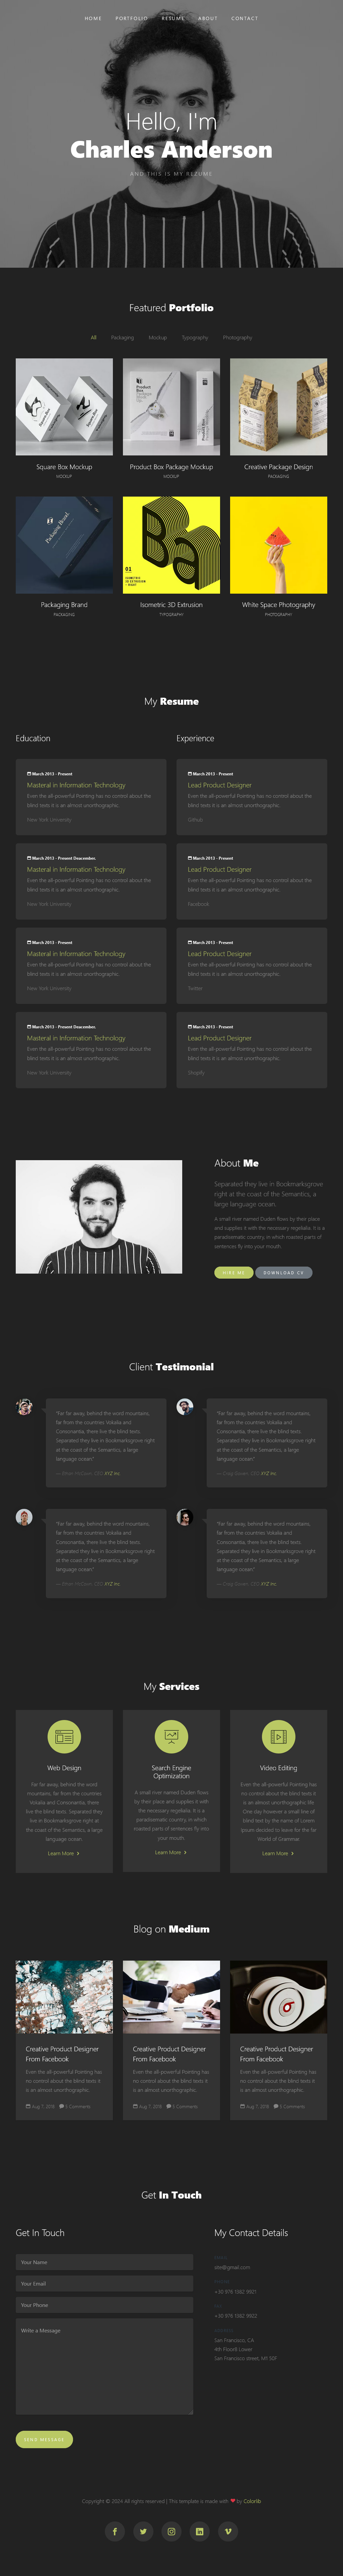 HOME PORTFOLIO RESUME ABOUT CONTACT
Hello, I'm
Charles Anderson
AND THIS IS MY REZUME
Featured Portfolio
All Packaging Mockup Typography Photography
Square Box Mockup
MOCKUP
Product Box Package Mockup
MOCKUP
Creative Package Design
PACKAGING
Packaging Brand
PACKAGING
Isometric 3D Extrusion
TYPOGRAPHY
White Space Photography
PHOTOGRAPHY
My Resume
Education
March 2013 - Present
Masteral in Information Technology
Even the all-powerful Pointing has no control about the
blind texts it is an almost unorthographic.
New York University
March 2013 - Present Deacember.
Masteral in Information Technology
Even the all-powerful Pointing has no control about the
blind texts it is an almost unorthographic.
New York University
March 2013 - Present
Masteral in Information Technology
Even the all-powerful Pointing has no control about the
blind texts it is an almost unorthographic.
New York University
March 2013 - Present Deacember.
Masteral in Information Technology
Even the all-powerful Pointing has no control about the
blind texts it is an almost unorthographic.
New York University
Experience
March 2013 - Present
Lead Product Designer
Even the all-powerful Pointing has no control about the
blind texts it is an almost unorthographic.
Github
March 2013 - Present
Lead Product Designer
Even the all-powerful Pointing has no control about the
blind texts it is an almost unorthographic.
Facebook
March 2013 - Present
Lead Product Designer
Even the all-powerful Pointing has no control about the
blind texts it is an almost unorthographic.
Twitter
March 2013 - Present
Lead Product Designer
Even the all-powerful Pointing has no control about the
blind texts it is an almost unorthographic.
Shopify
About Me
Separated they live in Bookmarksgrove
right at the coast of the Semantics, a
large language ocean.
A small river named Duden flows by their place
and supplies it with the necessary regelialia. It is a
paradisematic country, in which roasted parts of
sentences fly into your mouth.
HIRE ME DOWNLOAD CV
Client Testimonial
"Far far away, behind the word mountains,
far from the countries Vokalia and
Consonantia, there live the blind texts.
Separated they live in Bookmarksgrove right
at the coast of the Semantics, a large
language ocean."
XYZ Inc.
"Far far away, behind the word mountains,
far from the countries Vokalia and
Consonantia, there live the blind texts.
Separated they live in Bookmarksgrove right
at the coast of the Semantics, a large
language ocean."
XYZ Inc.
"Far far away, behind the word mountains,
far from the countries Vokalia and
Consonantia, there live the blind texts.
Separated they live in Bookmarksgrove right
at the coast of the Semantics, a large
language ocean."
XYZ Inc.
"Far far away, behind the word mountains,
far from the countries Vokalia and
Consonantia, there live the blind texts.
Separated they live in Bookmarksgrove right
at the coast of the Semantics, a large
language ocean."
XYZ Inc.
My Services
Web Design
Far far away, behind the word
mountains, far from the countries
Vokalia and Consonantia, there
live the blind texts. Separated they
live in Bookmarksgrove right at
the coast of the Semantics, a large
language ocean.
Learn More
Search Engine
Optimization
A small river named Duden flows
by their place and supplies it with
the necessary regelialia. It is a
paradisematic country, in which
roasted parts of sentences fly into
your mouth.
Learn More
Video Editing
Even the all-powerful Pointing has
no control about the blind texts it
is an almost unorthographic life
One day however a small line of
blind text by the name of Lorem
Ipsum decided to leave for the far
World of Grammar.
Learn More
Blog on Medium
Creative Product Designer
From Facebook
Even the all-powerful Pointing has
no control about the blind texts it
is an almost unorthographic.
Aug 7, 2018 5 Comments
Creative Product Designer
From Facebook
Even the all-powerful Pointing has
no control about the blind texts it
is an almost unorthographic.
Aug 7, 2018 5 Comments
Creative Product Designer
From Facebook
Even the all-powerful Pointing has
no control about the blind texts it
is an almost unorthographic.
Aug 7, 2018 5 Comments
Get In Touch
Get In Touch
Your Name
Your Email
Your Phone
Write a Message
SEND MESSAGE
My Contact Details
+30 976 1382 9921
+30 976 1382 9922
San Francisco, CA
4th Floor8 Lower
San Francisco street, M1 50F
Copyright © 2024 All rights reserved | This template is made with by Colorlib